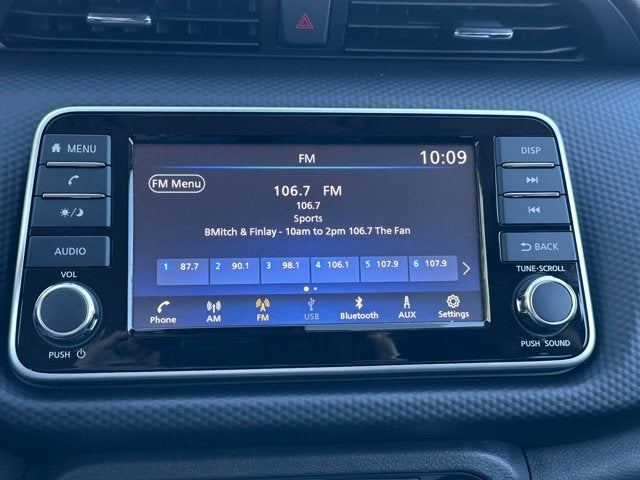 MENU
AUDIO
VOL
PUSH
FM 10:09
FM Menu
106.7 FM
106.7
Sports
BMitch & Finlay - 10am to 2pm 106.7 The Fan
1 87.7 2 90.1 3 98.1 4 106.1 5 107.9 6 107.9
Phone AM FM USB Bluetooth AUX Settings
DISP
BACK
TUNE·SCROLL
PUSH SOUND